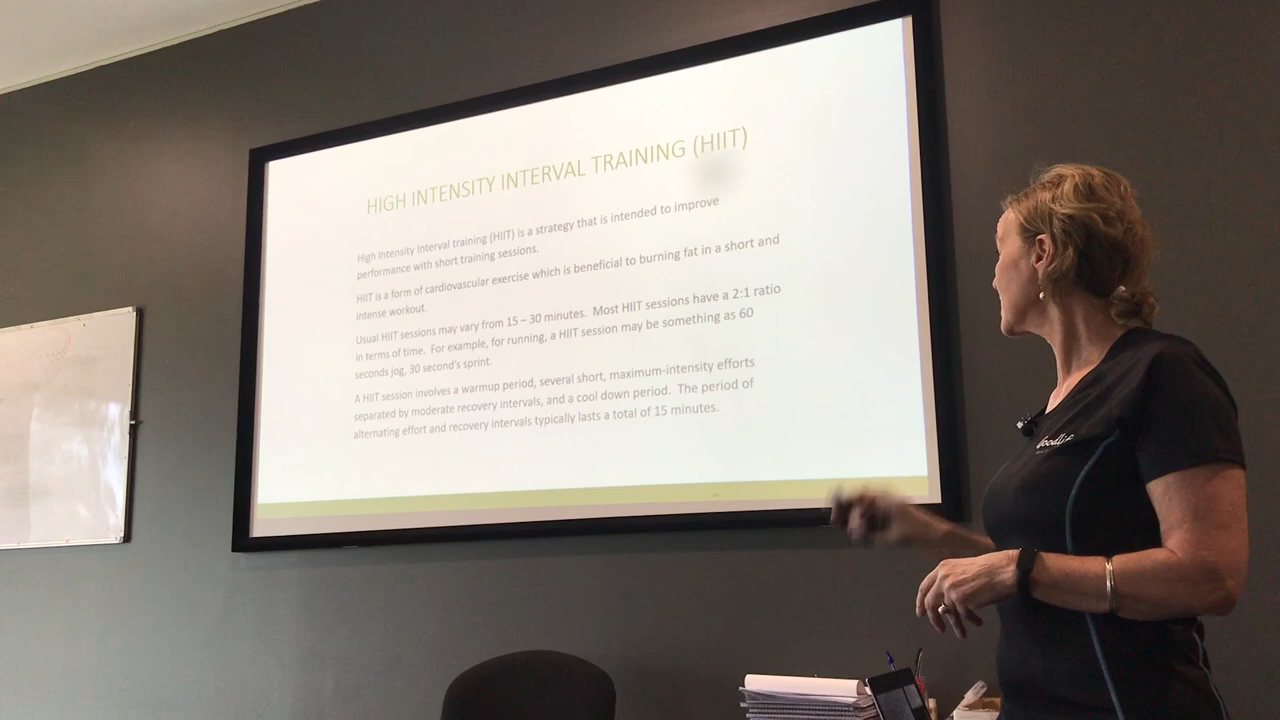 HIGH INTENSITY INTERVAL TRAINING (HIIT)
High Intensity Interval training (HIIT) is a strategy that is intended to improve
performance with short training sessions.
HIIT is a form of cardiovascular exercise which is beneficial to burning fat in a short and
intense workout.
Usual HIIT sessions may vary from 15 – 30 minutes. Most HIIT sessions have a 2:1 ratio
in terms of time. For example, for running, a HIIT session may be something as 60
seconds jog, 30 second's sprint.
A HIIT session involves a warmup period, several short, maximum-intensity efforts
separated by moderate recovery intervals, and a cool down period. The period of
alternating effort and recovery intervals typically lasts a total of 15 minutes.